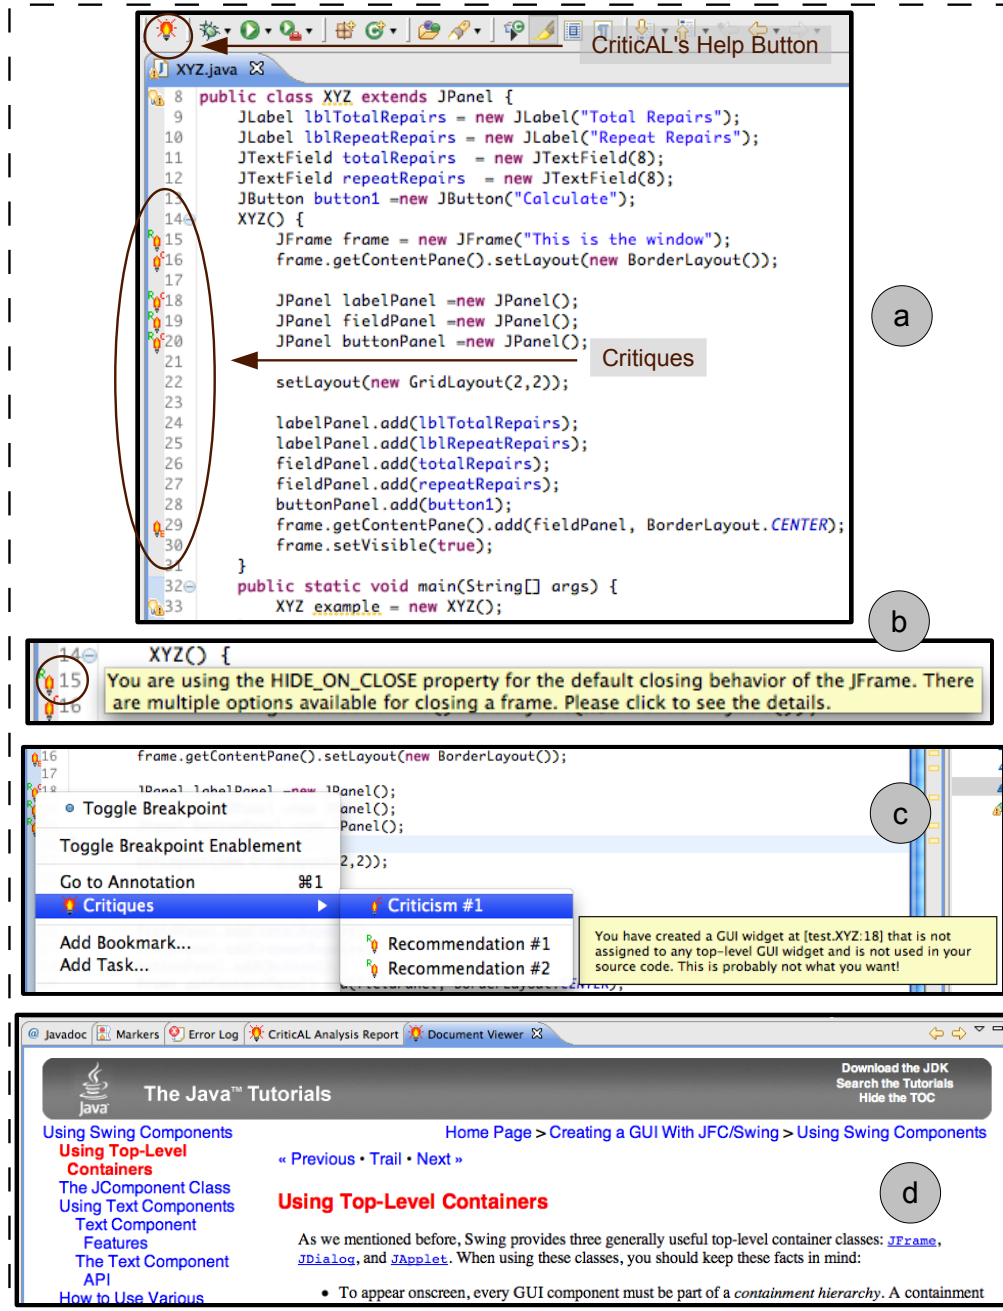 CriticAL's Help Button
XYZ.java
8 public class XYZ extends JPanel {
9 JLabel lblTotalRepairs = new JLabel("Total Repairs");
10 JLabel lblRepeatRepairs = new JLabel("Repeat Repairs");
11 JTextField totalRepairs = new JTextField(8);
12 JTextField repeatRepairs = new JTextField(8);
13 JButton button1 =new JButton("Calculate");
14 XYZ() {
15 JFrame frame = new JFrame("This is the window");
16 frame.getContentPane().setLayout(new BorderLayout());
17
18 JPanel labelPanel =new JPanel();
19 JPanel fieldPanel =new JPanel();
20 JPanel buttonPanel =new JPanel();
21
22 setLayout(new GridLayout(2,2));
23
24 labelPanel.add(lblTotalRepairs);
25 labelPanel.add(lblRepeatRepairs);
26 fieldPanel.add(totalRepairs);
27 fieldPanel.add(repeatRepairs);
28 buttonPanel.add(button1);
29 frame.getContentPane().add(fieldPanel, BorderLayout.CENTER);
30 frame.setVisible(true);
31 }
32 public static void main(String[] args) {
33 XYZ example = new XYZ();
a
Critiques
b
14 XYZ() {
15 You are using the HIDE_ON_CLOSE property for the default closing behavior of the JFrame. There
16 are multiple options available for closing a frame. Please click to see the details.
16 frame.getContentPane().setLayout(new BorderLayout());
17
18 JPanel labelPanel =new JPanel();
Toggle Breakpoint
anel();
Panel();
Toggle Breakpoint Enablement
2,2));
Go to Annotation ⌘1
Critiques
Criticism #1
Add Bookmark...
Recommendation #1
Add Task...
Recommendation #2
You have created a GUI widget at [test.XYZ:18] that is not
assigned to any top-level GUI widget and is not used in your
source code. This is probably not what you want!
c
@ Javadoc Markers Error Log CriticAL Analysis Report Document Viewer
Java
The Java™ Tutorials
Download the JDK
Search the Tutorials
Hide the TOC
Using Swing Components
Using Top-Level
Containers
The JComponent Class
Using Text Components
Text Component
Features
The Text Component
API
How to Use Various
Home Page > Creating a GUI With JFC/Swing > Using Swing Components
« Previous • Trail • Next »
Using Top-Level Containers
As we mentioned before, Swing provides three generally useful top-level container classes: JFrame,
JDialog, and JApplet. When using these classes, you should keep these facts in mind:
• To appear onscreen, every GUI component must be part of a containment hierarchy. A containment
d